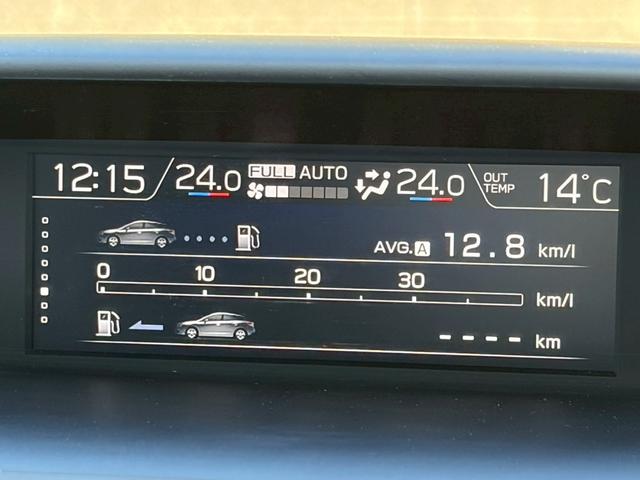 12:15 24.0 FULL AUTO 24.0 OUT TEMP 14°C
AVG. A 12.8 km/l
0 10 20 30
km/l
---- km